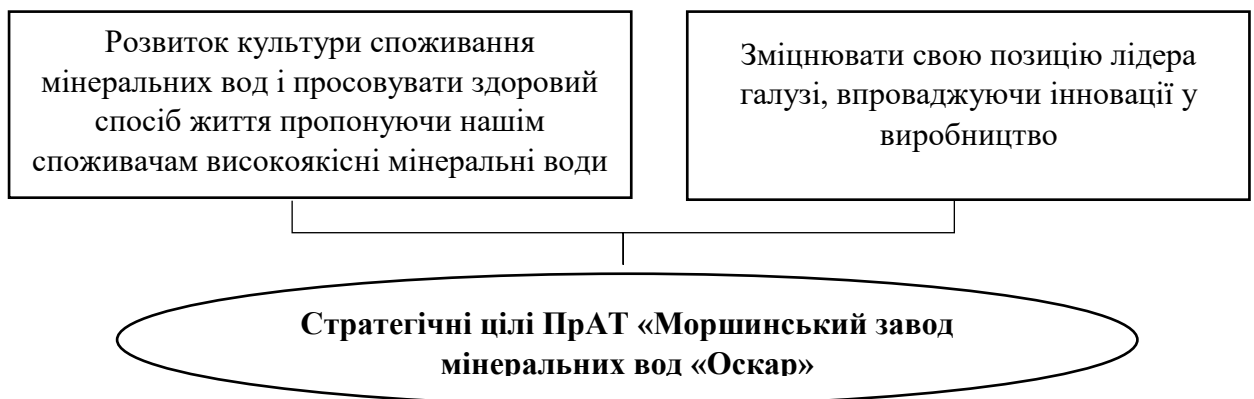 Розвиток культури споживання
мінеральних вод і просовувати здоровий
спосіб життя пропонуючи нашім
споживачам високоякісні мінеральні води
Зміцнювати свою позицію лідера
галузі, впроваджуючи інновації у
виробництво
Стратегічні цілі ПрАТ «Моршинський завод
мінеральних вод «Оскар»